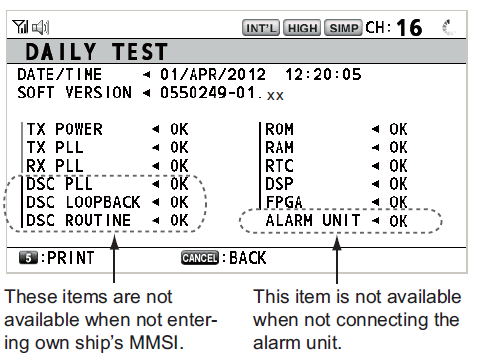 INT'L HIGH SIMP CH: 16
DAILY TEST
DATE/TIME ◄ 01/APR/2012 12:20:05
SOFT VERSION ◄ 0550249-01.xx
TX POWER ◄ OK
TX PLL ◄ OK
RX PLL ◄ OK
DSC PLL ◄ OK
DSC LOOPBACK ◄ OK
DSC ROUTINE ◄ OK
ROM ◄ OK
RAM ◄ OK
RTC ◄ OK
DSP ◄ OK
FPGA ◄ OK
ALARM UNIT ◄ OK
5 :PRINT
CANCEL :BACK
These items are not
available when not enter-
ing own ship's MMSI.
This item is not available
when not connecting the
alarm unit.